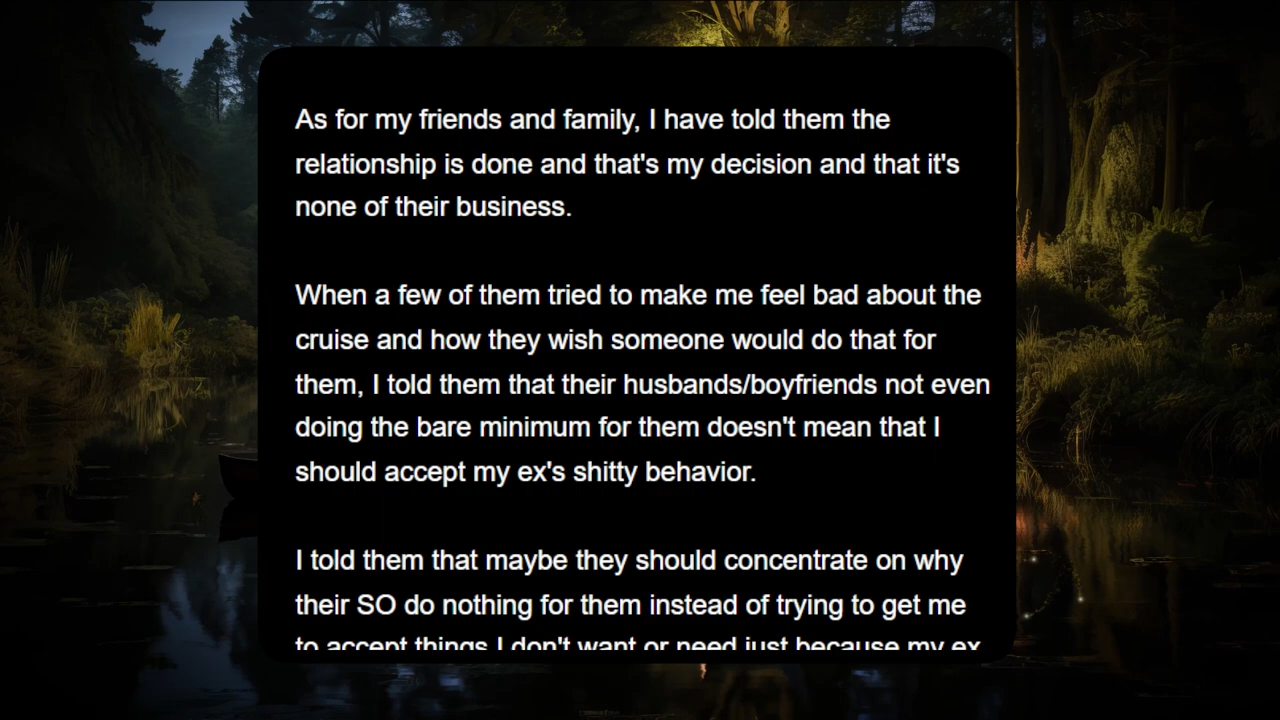 As for my friends and family, I have told them the
relationship is done and that's my decision and that it's
none of their business.
When a few of them tried to make me feel bad about the
cruise and how they wish someone would do that for
them, I told them that their husbands/boyfriends not even
doing the bare minimum for them doesn't mean that I
should accept my ex's shitty behavior.
I told them that maybe they should concentrate on why
their SO do nothing for them instead of trying to get me
to accept things I don't want or need just because my ex